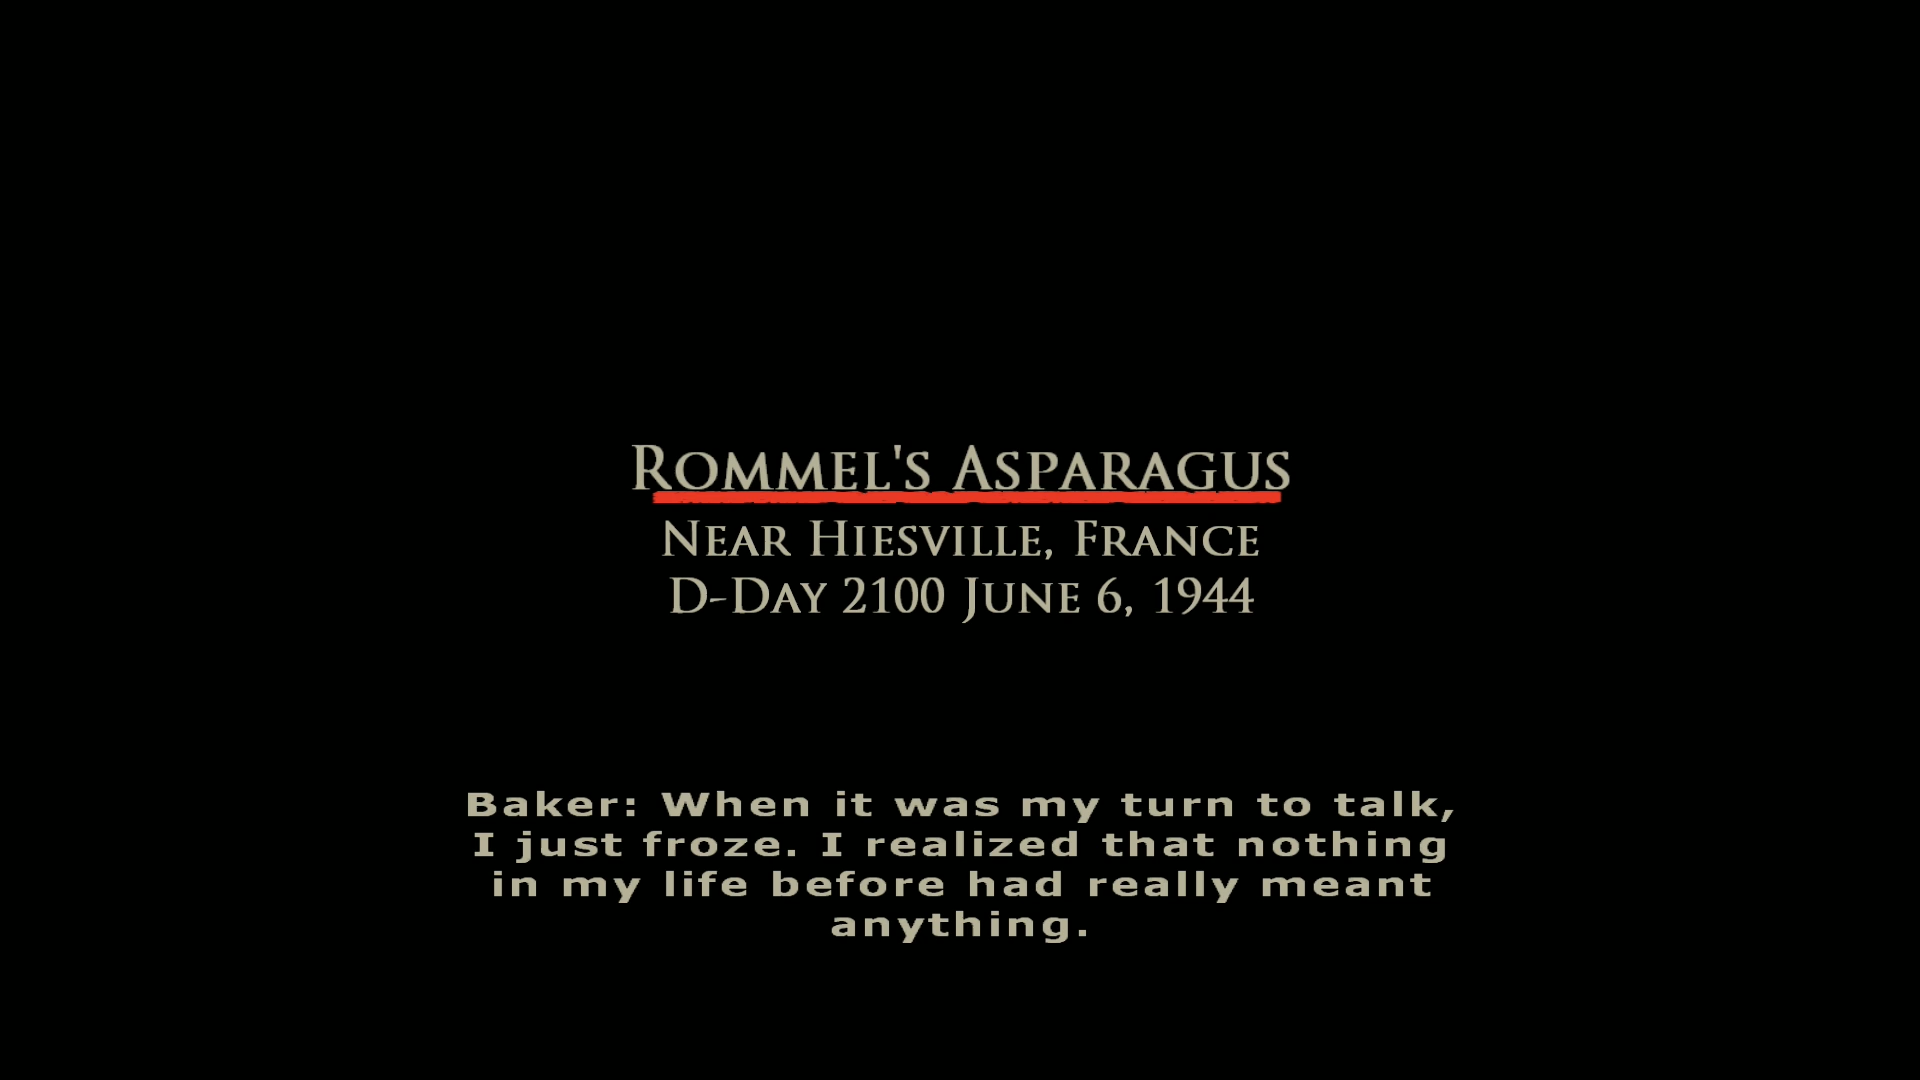 Rommel's Asparagus
Near Hiesville, France
D-Day 2100 June 6, 1944
Baker: When it was my turn to talk,
I just froze. I realized that nothing
in my life before had really meant
anything.